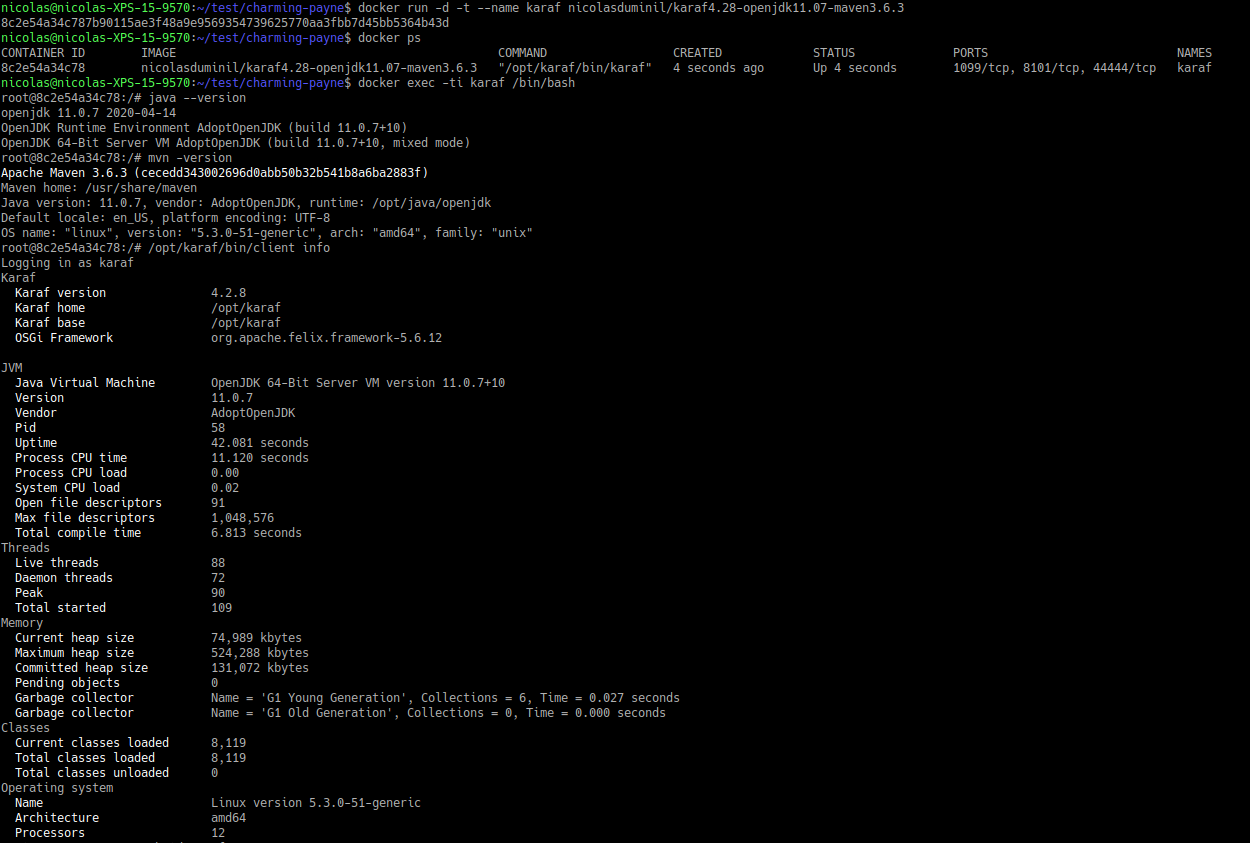 nicolas@nicolas-XPS-15-9570:~/test/charming-payne$ docker run -d -t --name karaf nicolasduminil/karaf4.28-openjdk11.07-maven3.6.3
8c2e54a34c787b90115ae3f48a9e9569354739625770aa3fbb7d45bb5364b43d
nicolas@nicolas-XPS-15-9570:~/test/charming-payne$ docker ps
CONTAINER ID        IMAGE                                              COMMAND                  CREATED             STATUS              PORTS                           NAMES
8c2e54a34c78        nicolasduminil/karaf4.28-openjdk11.07-maven3.6.3   "/opt/karaf/bin/karaf"   4 seconds ago       Up 4 seconds        1099/tcp, 8101/tcp, 44444/tcp   karaf
nicolas@nicolas-XPS-15-9570:~/test/charming-payne$ docker exec -ti karaf /bin/bash
root@8c2e54a34c78:/# java --version
openjdk 11.0.7 2020-04-14
OpenJDK Runtime Environment AdoptOpenJDK (build 11.0.7+10)
OpenJDK 64-Bit Server VM AdoptOpenJDK (build 11.0.7+10, mixed mode)
root@8c2e54a34c78:/# mvn -version
Apache Maven 3.6.3 (cecedd343002696d0abb50b32b541b8a6ba2883f)
Maven home: /usr/share/maven
Java version: 11.0.7, vendor: AdoptOpenJDK, runtime: /opt/java/openjdk
Default locale: en_US, platform encoding: UTF-8
OS name: "linux", version: "5.3.0-51-generic", arch: "amd64", family: "unix"
root@8c2e54a34c78:/# /opt/karaf/bin/client info
Logging in as karaf
Karaf
  Karaf version               4.2.8
  Karaf home                  /opt/karaf
  Karaf base                  /opt/karaf
  OSGi Framework              org.apache.felix.framework-5.6.12

JVM
  Java Virtual Machine        OpenJDK 64-Bit Server VM version 11.0.7+10
  Version                     11.0.7
  Vendor                      AdoptOpenJDK
  Pid                         58
  Uptime                      42.081 seconds
  Process CPU time            11.120 seconds
  Process CPU load            0.00
  System CPU load             0.02
  Open file descriptors       91
  Max file descriptors        1,048,576
  Total compile time          6.813 seconds
Threads
  Live threads                88
  Daemon threads              72
  Peak                        90
  Total started               109
Memory
  Current heap size           74,989 kbytes
  Maximum heap size           524,288 kbytes
  Committed heap size         131,072 kbytes
  Pending objects             0
  Garbage collector           Name = 'G1 Young Generation', Collections = 6, Time = 0.027 seconds
  Garbage collector           Name = 'G1 Old Generation', Collections = 0, Time = 0.000 seconds
Classes
  Current classes loaded      8,119
  Total classes loaded        8,119
  Total classes unloaded      0
Operating system
  Name                        Linux version 5.3.0-51-generic
  Architecture                amd64
  Processors                  12